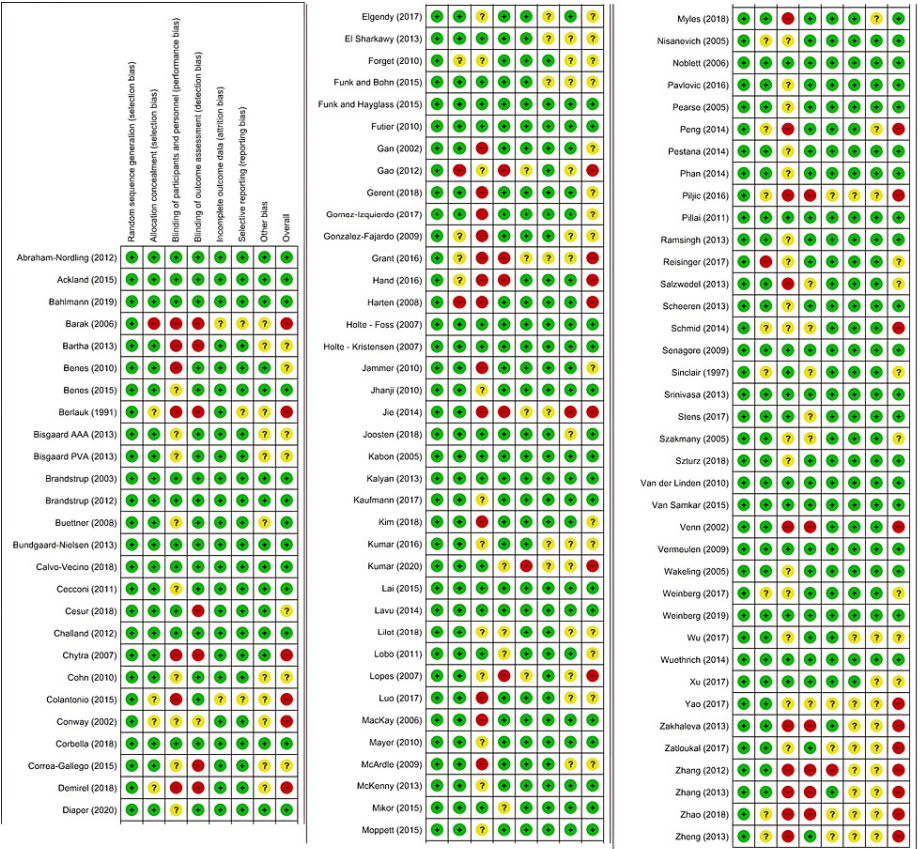 Random sequence generation (selection bias)
Allocation concealment (selection bias)
Blinding of participants and personnel (performance bias)
Blinding of outcome assessment (detection bias)
Incomplete outcome data (attrition bias)
Selective reporting (reporting bias)
Other bias
Overall
Abraham-Nordling (2012) + + + + + + + +
Ackland (2015) + + + + + + + +
Bahlmann (2019) + + + + + + + +
Barak (2006) + - - - ? ? ? -
Bartha (2013) + + - - + + ? ?
Benes (2010) + + - + + + + ?
Benes (2015) + + ? + + + + +
Berlauk (1991) + ? - - + ? ? -
Bisgaard AAA (2013) + + ? + + + ? ?
Bisgaard PVA (2013) + + ? + + + ? ?
Brandstrup (2003) + + + + + + + +
Brandstrup (2012) + + + + + + + +
Buettner (2008) + + ? + + + ? +
Bundgaard-Nielsen (2013) + + + + + + + +
Calvo-Vecino (2018) + + + + + + + +
Cecconi (2011) + + ? + + + + +
Cesur (2018) + + + - + + + ?
Challand (2012) + + + + + + + +
Chytra (2007) + + - - + + + -
Cohn (2010) + + ? + + + ? ?
Colantonio (2015) + ? - + ? ? ? -
Conway (2002) + ? ? ? + + ? -
Corbella (2018) + + + + + + + +
Correa-Gallego (2015) + + ? - + + ? ?
Demirel (2018) + ? - - + + ? -
Diaper (2020) + + ? + + + + +
Elgendy (2017) + + ? + + ? + ?
El Sharkawy (2013) + + + + + ? ? ?
Forget (2010) + ? ? + + + ? ?
Funk and Bohn (2015) + + + + + ? ? ?
Funk and Hayglass (2015) + + + + + + + +
Futier (2010) + + + + + + + +
Gan (2002) + + - + + + + ?
Gao (2012) + - ? - ? + ? -
Gerent (2018) + + - + + + + ?
Gomez-Izquierdo (2017) + + - + + + + ?
Gonzalez-Fajardo (2009) + ? - + + + ? ?
Grant (2016) + ? - - ? ? ? -
Hand (2016) + ? - - + + + -
Harten (2008) + - - + + + + -
Holte - Foss (2007) + + + + + + + +
Holte - Kristensen (2007) + + + + + + + +
Jammer (2010) + + - + + + + ?
Jhanji (2010) + + ? + + + + +
Jie (2014) + + - - ? ? - -
Joosten (2018) + + + + + + ? +
Kabon (2005) + + + + + + + +
Kalyan (2013) + + + + + + + +
Kaufmann (2017) + + ? + + + + +
Kim (2018) + + - + + + + ?
Kumar (2016) + + ? + + ? ? ?
Kumar (2020) + + + ? - ? ? -
Lai (2015) + + + + + + + +
Lavu (2014) + + + + + + + +
Lilot (2018) + + ? ? + + ? ?
Lobo (2011) + + + ? + + + +
Lopes (2007) + + ? - ? + ? -
Luo (2017) + + - + + + ? ?
MacKay (2006) + + - + + + + +
Mayer (2010) + + ? + + + + +
McArdle (2009) + + - + + + ? ?
McKenny (2013) + + ? + + + + +
Mikor (2015) + + + ? + + + +
Moppett (2015) + + ? + + + + +
Myles (2018) + + - + + + ? +
Nisanevich (2005) + ? ? + + + + +
Noblett (2006) + + + + + + + +
Pavlovic (2016) + + ? + + + + +
Pearse (2005) + + ? + + + + +
Peng (2014) + ? - + + + ? -
Pestana (2014) + + ? + + + + +
Phan (2014) + + ? + + + + +
Piljic (2016) + ? - - ? ? ? -
Pillai (2011) + + + + + + + +
Ramsingh (2013) + + ? + + + + +
Reisinger (2017) + - ? + + + + ?
Salzwedel (2013) + + - ? + + + ?
Scheeren (2013) + + ? + + + + +
Schmid (2014) + ? ? ? + + + -
Senagore (2009) + + + + + + + +
Sinclair (1997) + ? + ? + + + ?
Srinivasa (2013) + + + + + + + +
Stens (2017) + + + ? + + + +
Szakmany (2005) + + ? ? + + + ?
Szturz (2018) + + ? + + + + +
Van der Linden (2010) + + + + + + + +
Van Samkar (2015) + + + + + + + +
Venn (2002) + + - - + + + -
Vermeulen (2009) + + + + + + + +
Wakeling (2005) + + ? + + + + +
Weinberg (2017) + ? ? + + + + ?
Weinberg (2019) + + + + + + + +
Wu (2017) + + ? + + ? ? ?
Wuethrich (2014) + + + + + + + +
Xu (2017) + + + + + + ? ?
Yao (2017) + + ? ? ? ? ? -
Zakhaleva (2013) + + - - + ? ? -
Zatloukal (2017) + + ? + ? ? ? -
Zhang (2012) + + - - - ? ? -
Zhang (2013) + + - - + ? ? -
Zhao (2018) + ? - - ? ? ? -
Zheng (2013) + ? - + ? ? ? -